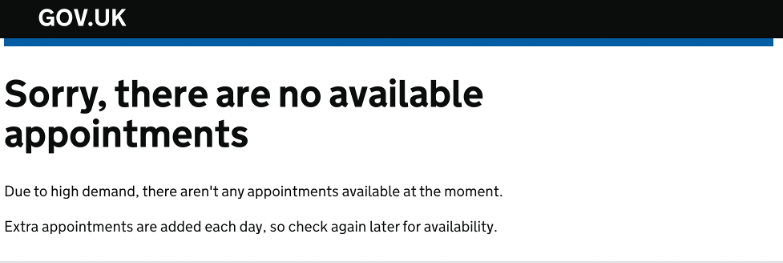 GOV.UK
Sorry, there are no available
appointments
Due to high demand, there aren't any appointments available at the moment.
Extra appointments are added each day, so check again later for availability.